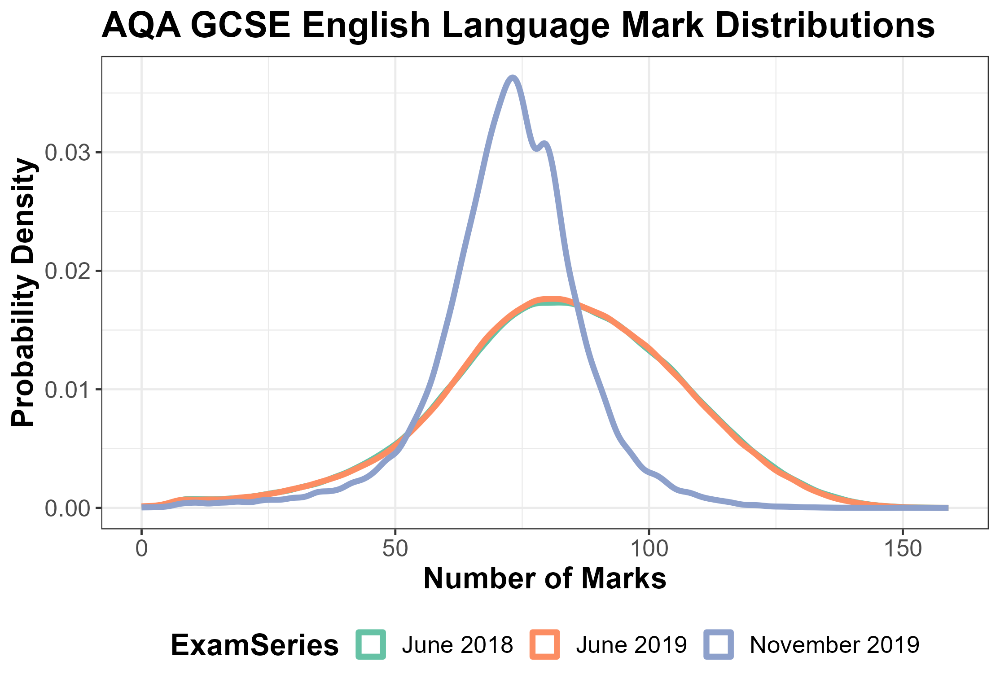 AQA GCSE English Language Mark Distributions
Probability Density
0.03
0.02
0.01
0.00
0 50 100 150
Number of Marks
ExamSeries June 2018 June 2019 November 2019